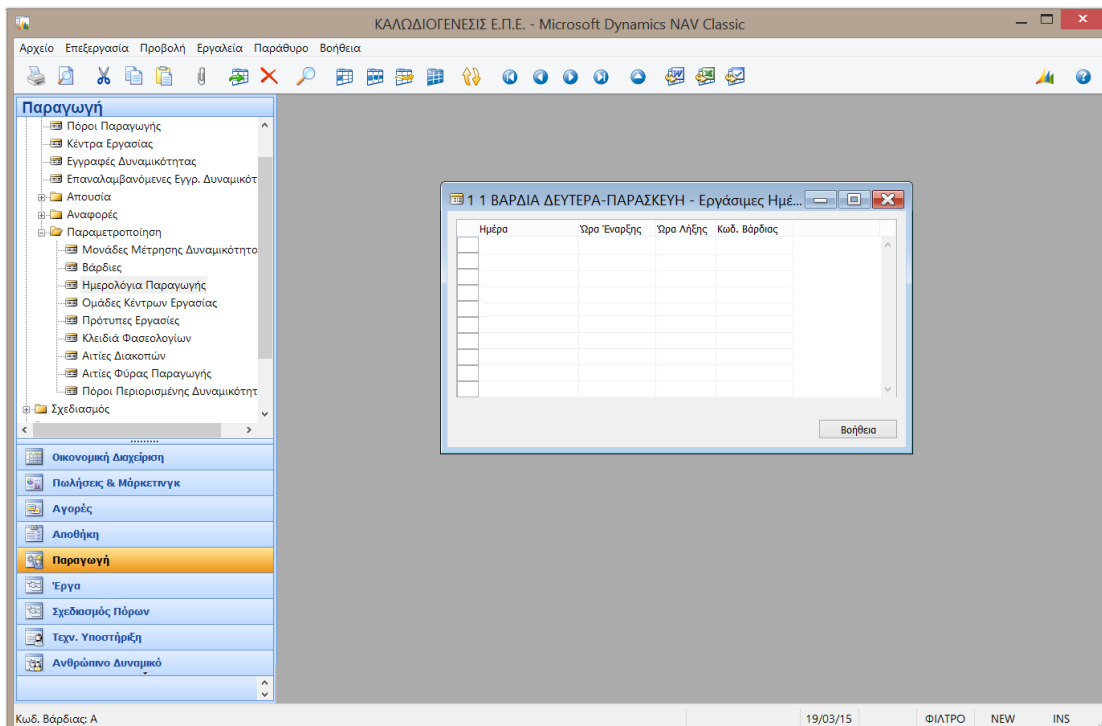 ΚΑΛΩΔΙΟΓΕΝΕΣΙΣ Ε.Π.Ε. - Microsoft Dynamics NAV Classic
Αρχείο Επεξεργασία Προβολή Εργαλεία Παράθυρο Βοήθεια
Παραγωγή
Πόροι Παραγωγής
Κέντρα Εργασίας
Εγγραφές Δυναμικότητας
Επαναλαμβανόμενες Εγγρ. Δυναμικότ
Απουσία
Αναφορές
Παραμετροποίηση
Μονάδες Μέτρησης Δυναμικότητο
Βάρδιες
Ημερολόγια Παραγωγής
Ομάδες Κέντρων Εργασίας
Πρότυπες Εργασίες
Κλειδιά Φασεολογίων
Αιτίες Διακοπών
Αιτίες Φύρας Παραγωγής
Πόροι Περιορισμένης Δυναμικότητ
Σχεδιασμός
Οικονομική Διαχείριση
Πωλήσεις & Μάρκετινγκ
Αγορές
Αποθήκη
Παραγωγή
Έργα
Σχεδιασμός Πόρων
Τεχν. Υποστήριξη
Ανθρώπινο Δυναμικό
1 1 ΒΑΡΔΙΑ ΔΕΥΤΕΡΑ-ΠΑΡΑΣΚΕΥΗ - Εργάσιμες Ημέ...
Ημέρα Ώρα Έναρξης Ώρα Λήξης Κωδ. Βάρδιας
Βοήθεια
Κωδ. Βάρδιας: Α 19/03/15 ΦΙΛΤΡΟ NEW INS